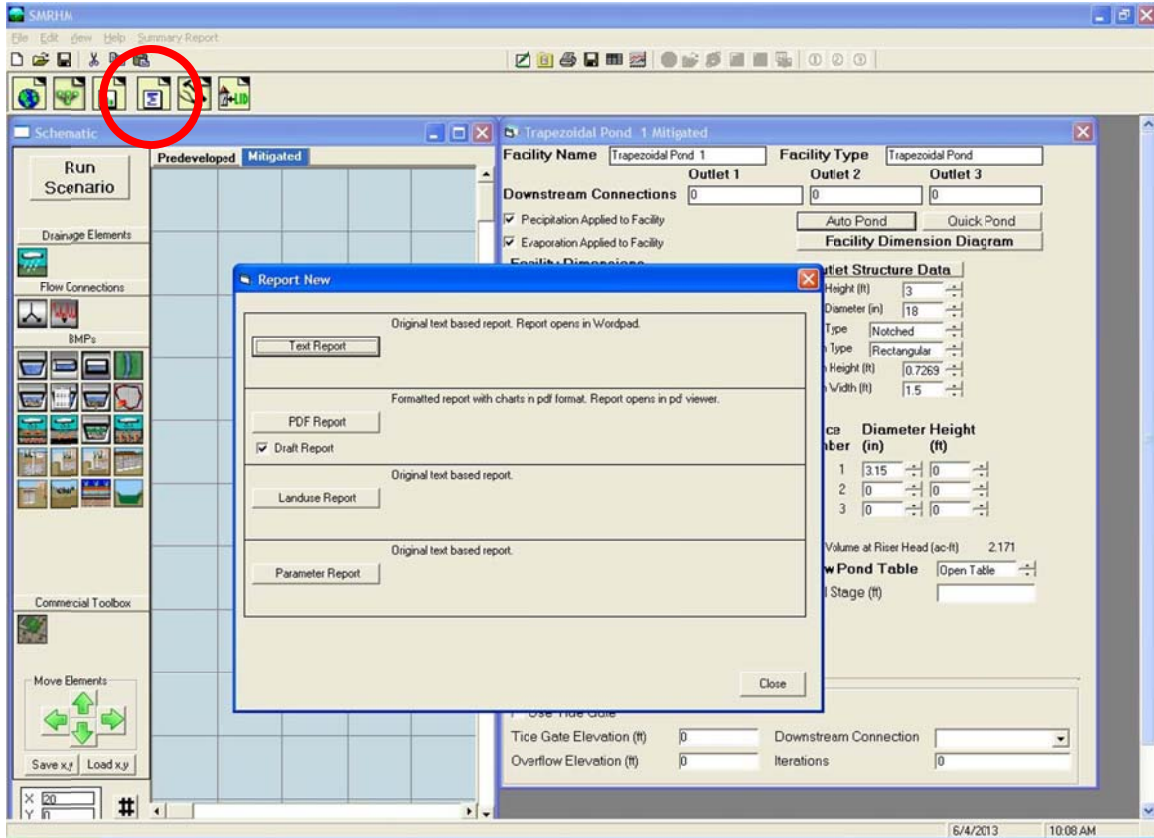 SMRHM
File Edit View Help Summary Report
LID
Schematic
Run
Scenario
Predeveloped Mitigated
Drainage Elements
Flow Connections
BMPs
Commercial Toolbox
Move Elements
Save x,y Load x,y
X 20
Y 0
#
Trapezoidal Pond 1 Mitigated
Facility Name Trapezoidal Pond 1 Facility Type Trapezoidal Pond
Outlet 1 Outlet 2 Outlet 3
Downstream Connections 0 0 0
Precipitation Applied to Facility Auto Pond Quick Pond
Evaporation Applied to Facility Facility Dimension Diagram
Facility Dimensions
utlet Structure Data
Height (ft) 3
Diameter (in) 18
Type Notched
Type Rectangular
Height (ft) 0.7269
Width (ft) 1.5
ce Diameter Height
ber (in) (ft)
1 3.15 0
2 0 0
3 0 0
Volume at Riser Head (ac-ft) 2.171
w Pond Table Open Table
l Stage (ft)
Use Tide Gate
Tice Gate Elevation (ft) 0 Downstream Connection
Overflow Elevation (ft) 0 Iterations 0
Report New
Original text based report. Report opens in Wordpad.
Text Report
Formatted report with charts n pdf format. Report opens in pd viewer.
PDF Report
Draft Report
Original text based report.
Landuse Report
Original text based report.
Parameter Report
Close
6/4/2013 10:08 AM